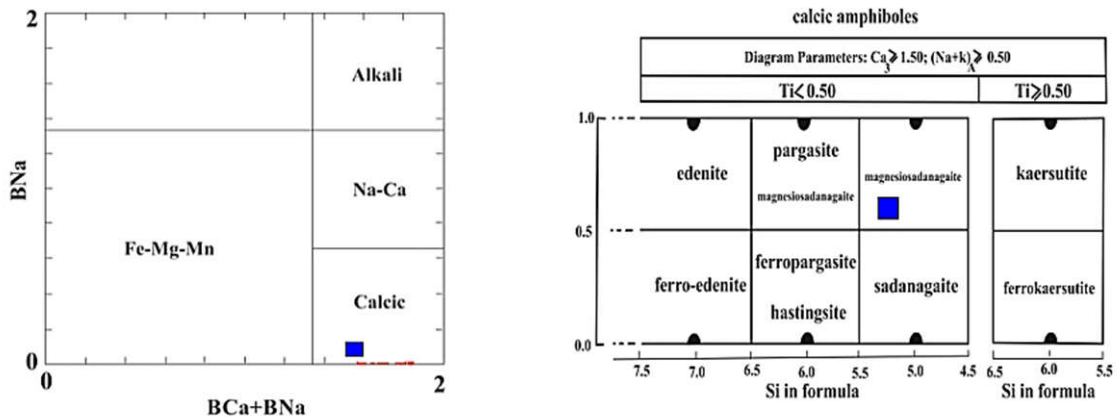 2
Alkali
BNa
Na-Ca
Fe-Mg-Mn
Calcic
0
0
2
BCa+BNa
calcic amphiboles
Diagram Parameters: Ca₃⩾1.50; (Na+k)A⩾0.50
Ti<0.50
Ti⩾0.50
1.0
pargasite
edenite
magnesiosadanagaite
magnesiosadanagaite
kaersutite
0.5
ferropargasite
ferro-edenite
sadanagaite
ferrokaersutite
hastingsite
0.0
7.5 7.0 6.5 6.0 5.5 5.0 4.5 6.5 6.0 5.5
Si in formula
Si in formula